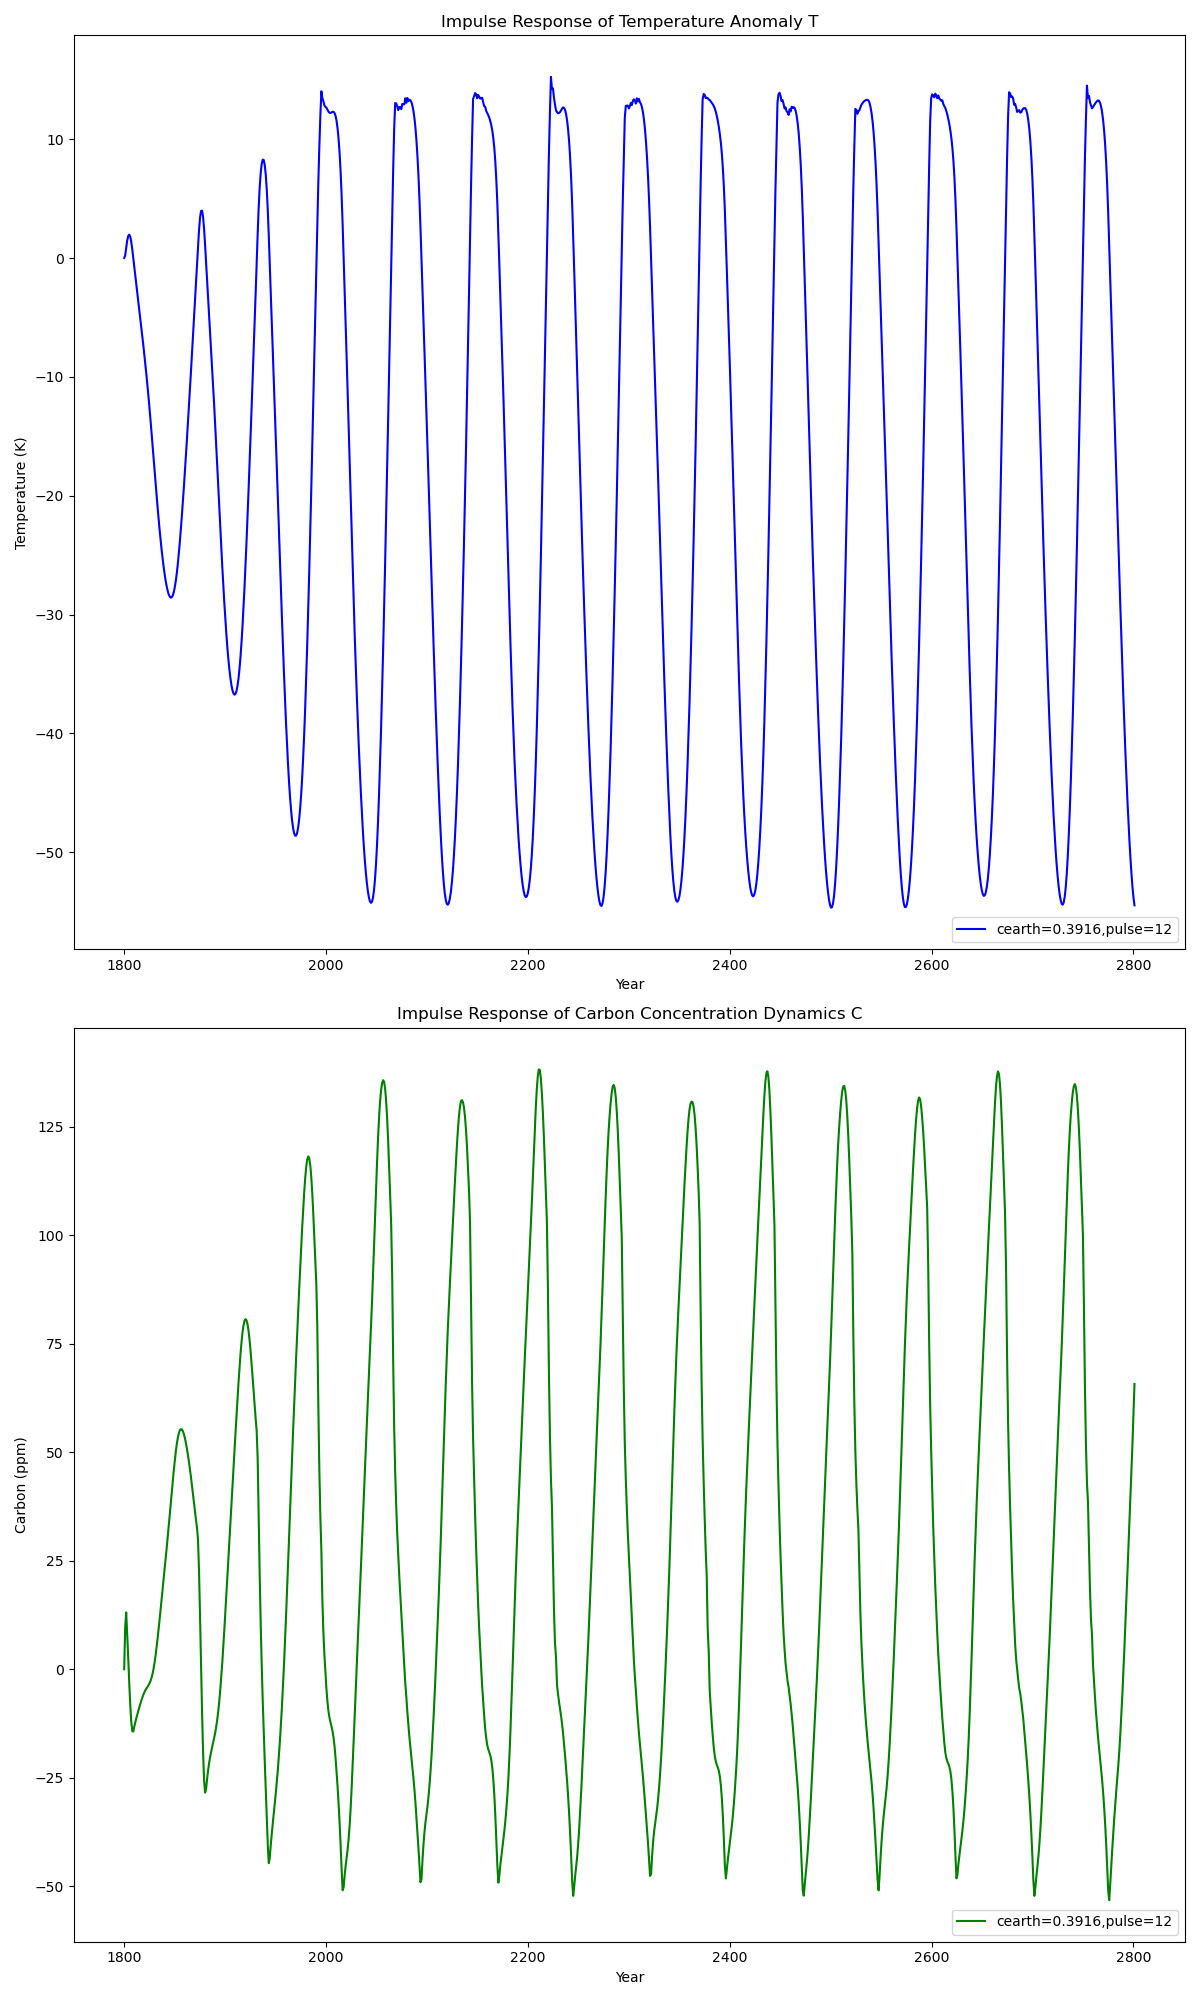 Impulse Response of Temperature Anomaly T
Temperature (K)
10
0
−10
−20
−30
−40
−50
cearth=0.3916,pulse=12
1800 2000 2200 2400 2600 2800
Year
Impulse Response of Carbon Concentration Dynamics C
Carbon (ppm)
125
100
75
50
25
0
−25
−50
cearth=0.3916,pulse=12
1800 2000 2200 2400 2600 2800
Year